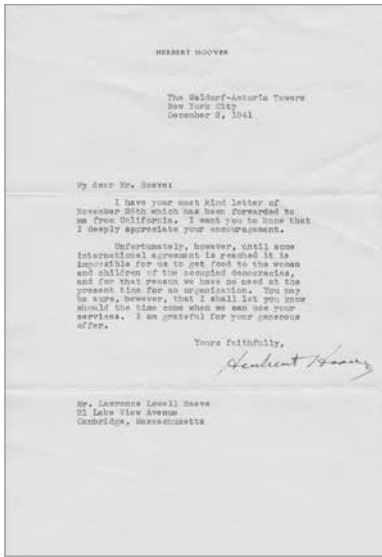 HERBERT HOOVER
The Waldorf-Astoria Towers
New York City
December 8, 1941
My dear Mr. Reeve:
I have your most kind letter of
November 26th which has been forwarded to
me from California. I want you to know that
I deeply appreciate your encouragement.
Unfortunately, however, until some
international agreement is reached it is
impossible for us to get food to the women
and children of the occupied democracies,
and for that reason we have no need at the
present time for an organization. You may
be sure, however, that I shall let you know
should the time come when we can use your
services. I am grateful for your generous
offer.
Yours faithfully,
Herbert Hoover
Mr. Lawrence Lowell Reeve
21 Lake View Avenue
Cambridge, Massachusetts